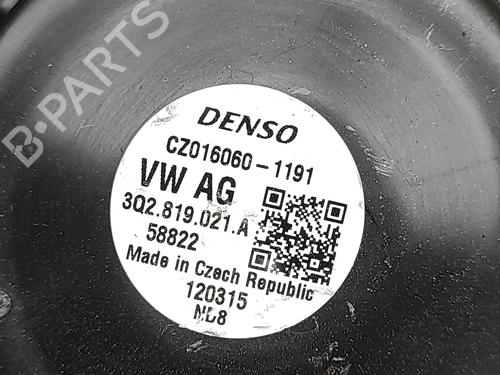 DENSO
CZ016060-1191
VW AG
3Q2.819.021.A
58822
Made in Czech Republic
120315
ND8
B-PARTS